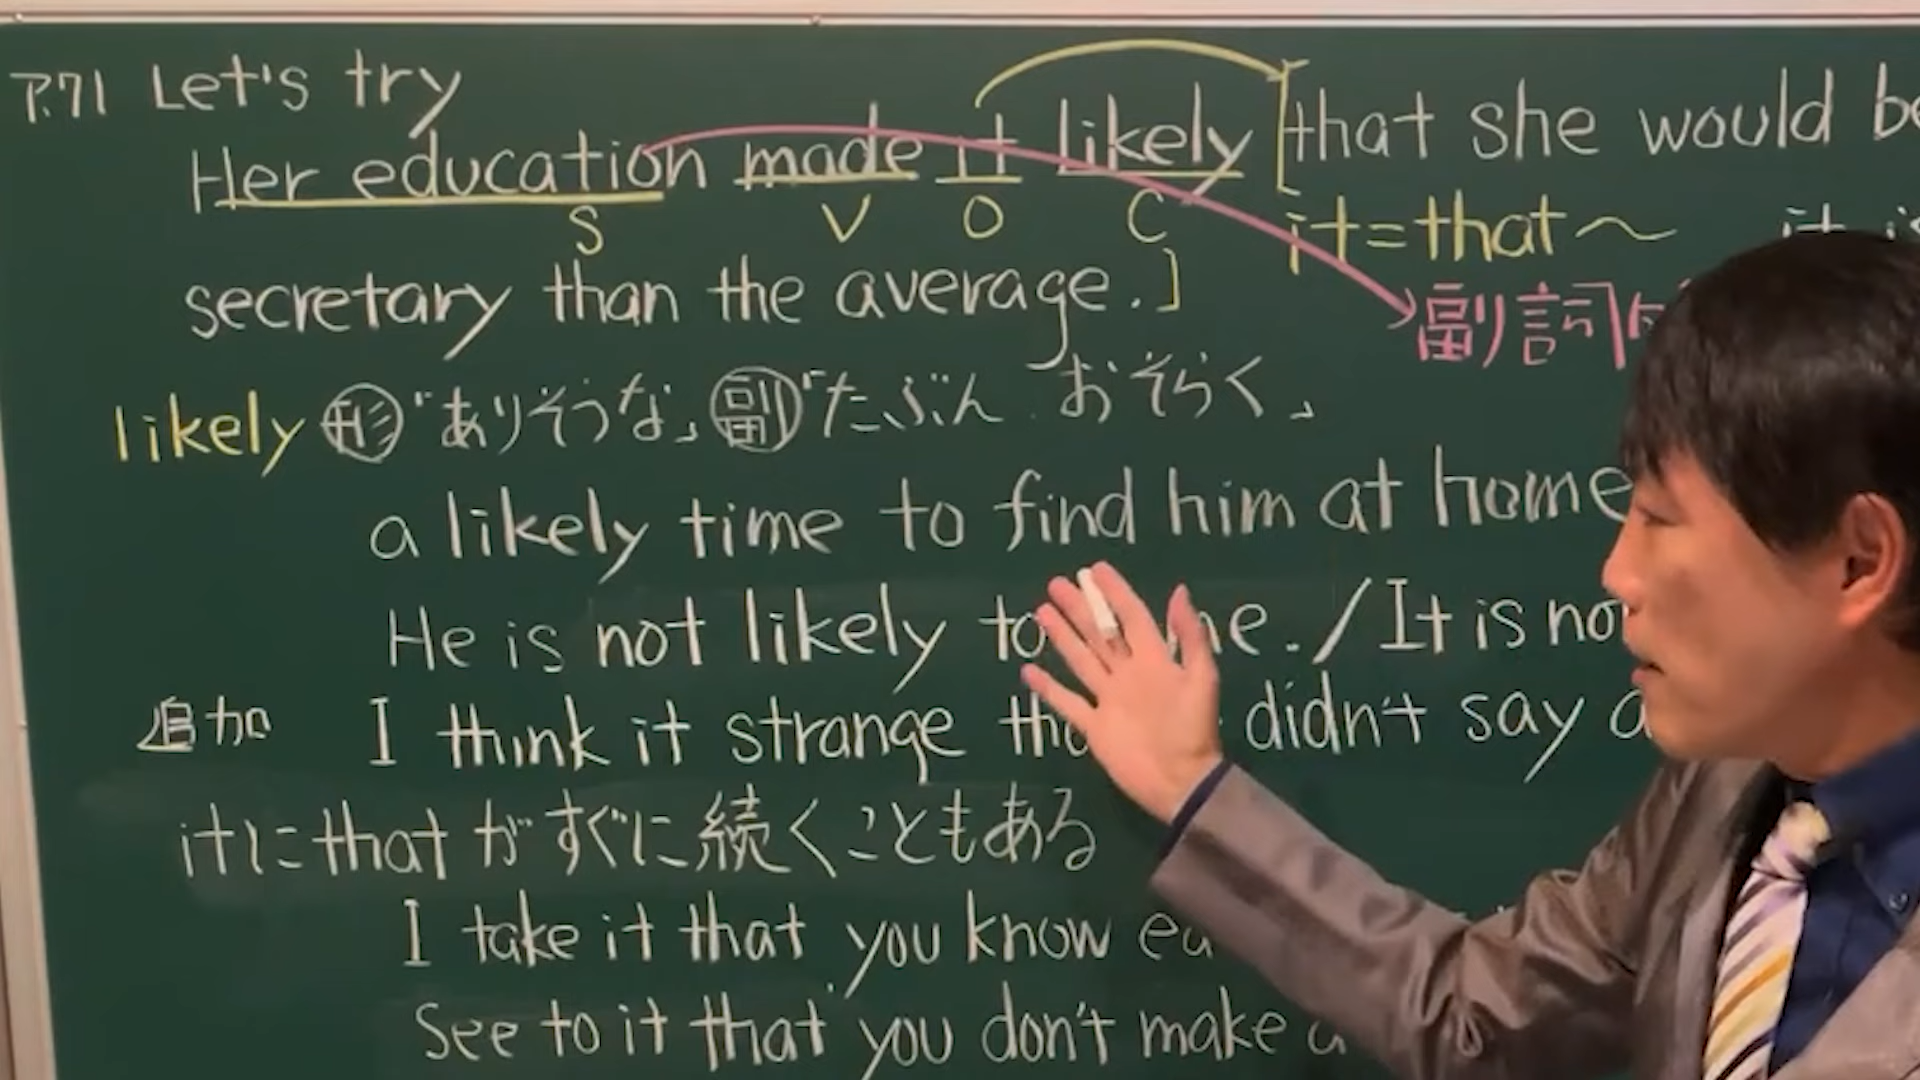 P.71 Let's try
Her education made it likely [that she would be
S V O C it=that〜 it is
副詞
secretary than the average.]
likely 形「ありそうな」副「たぶん おそらく」
a likely time to find him at home
He is not likely to / It is no
追加 I think it strange didn't say a
itにthatがすぐに続くこともある
I take it that you know
See to it that you don't make a